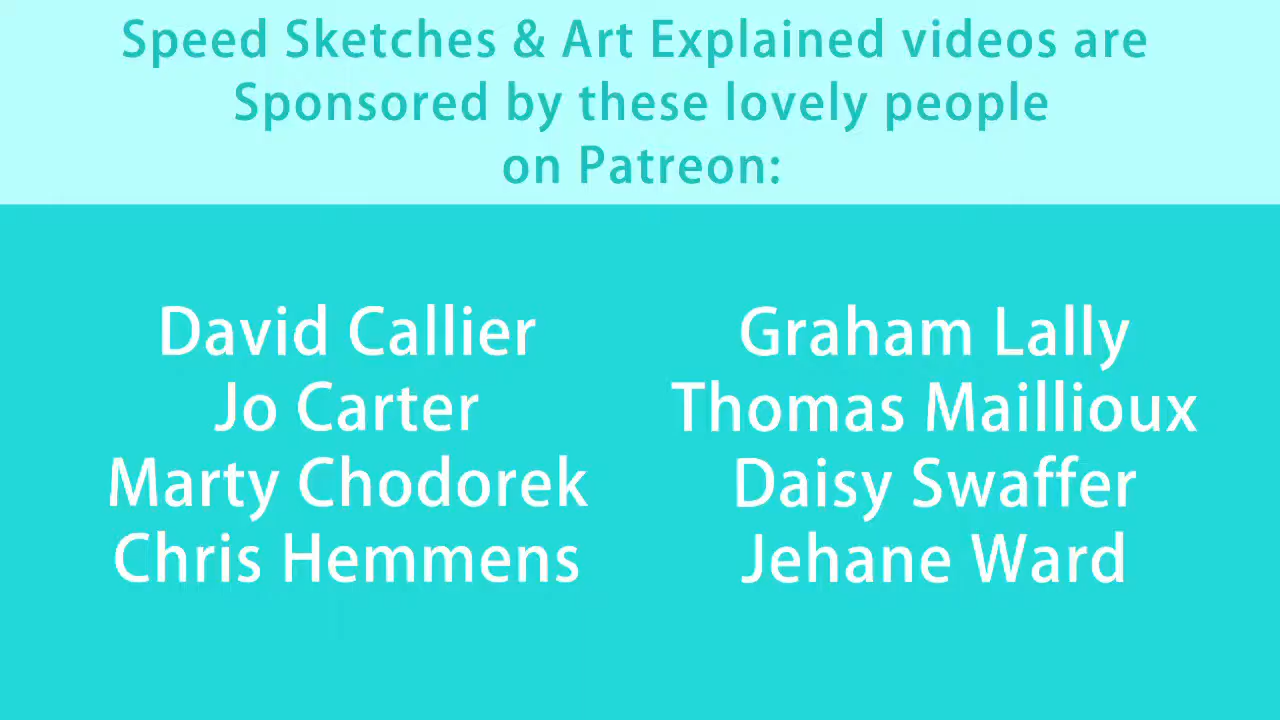 Speed Sketches & Art Explained videos are
Sponsored by these lovely people
on Patreon:
David Callier
Jo Carter
Marty Chodorek
Chris Hemmens
Graham Lally
Thomas Maillioux
Daisy Swaffer
Jehane Ward